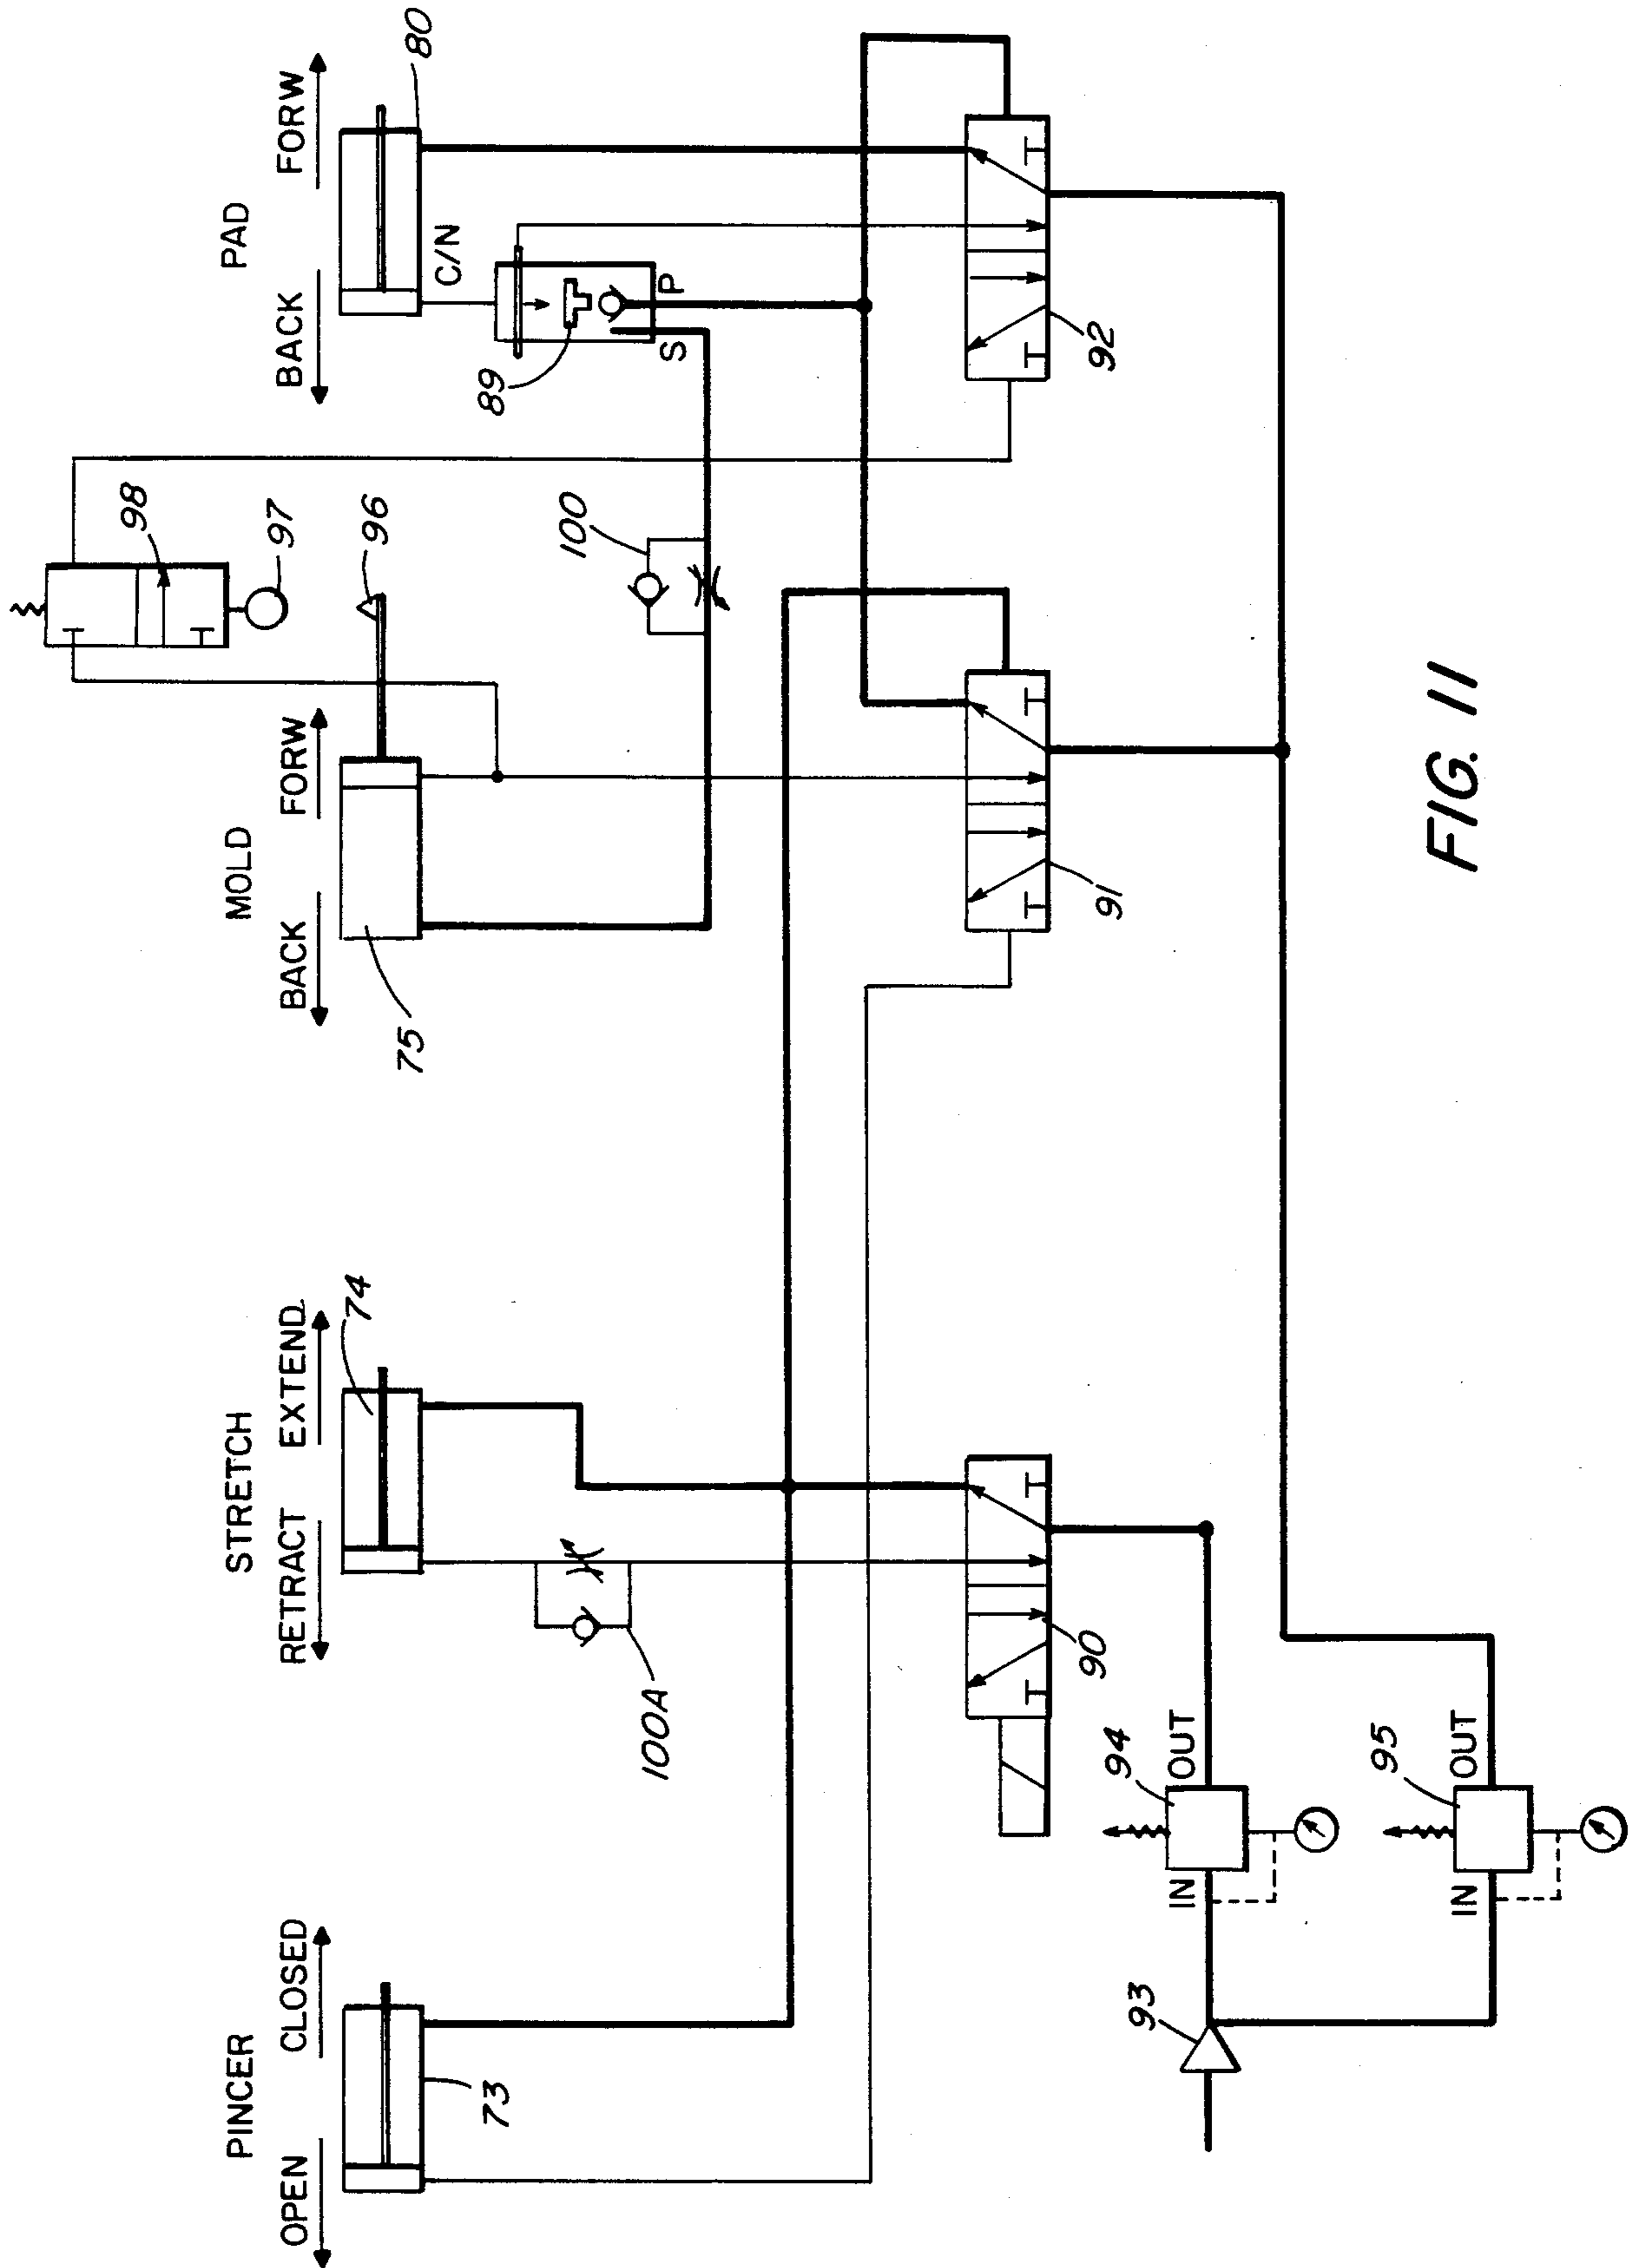 PINCER
OPEN CLOSED
73
STRETCH
RETRACT EXTEND.
74
100A
MOLD
BACK FORW
75
96
98
97
100
PAD
BACK FORW
80
C/N
89
S P
90
91
92
93
94
IN OUT
95
IN OUT
FIG. 11